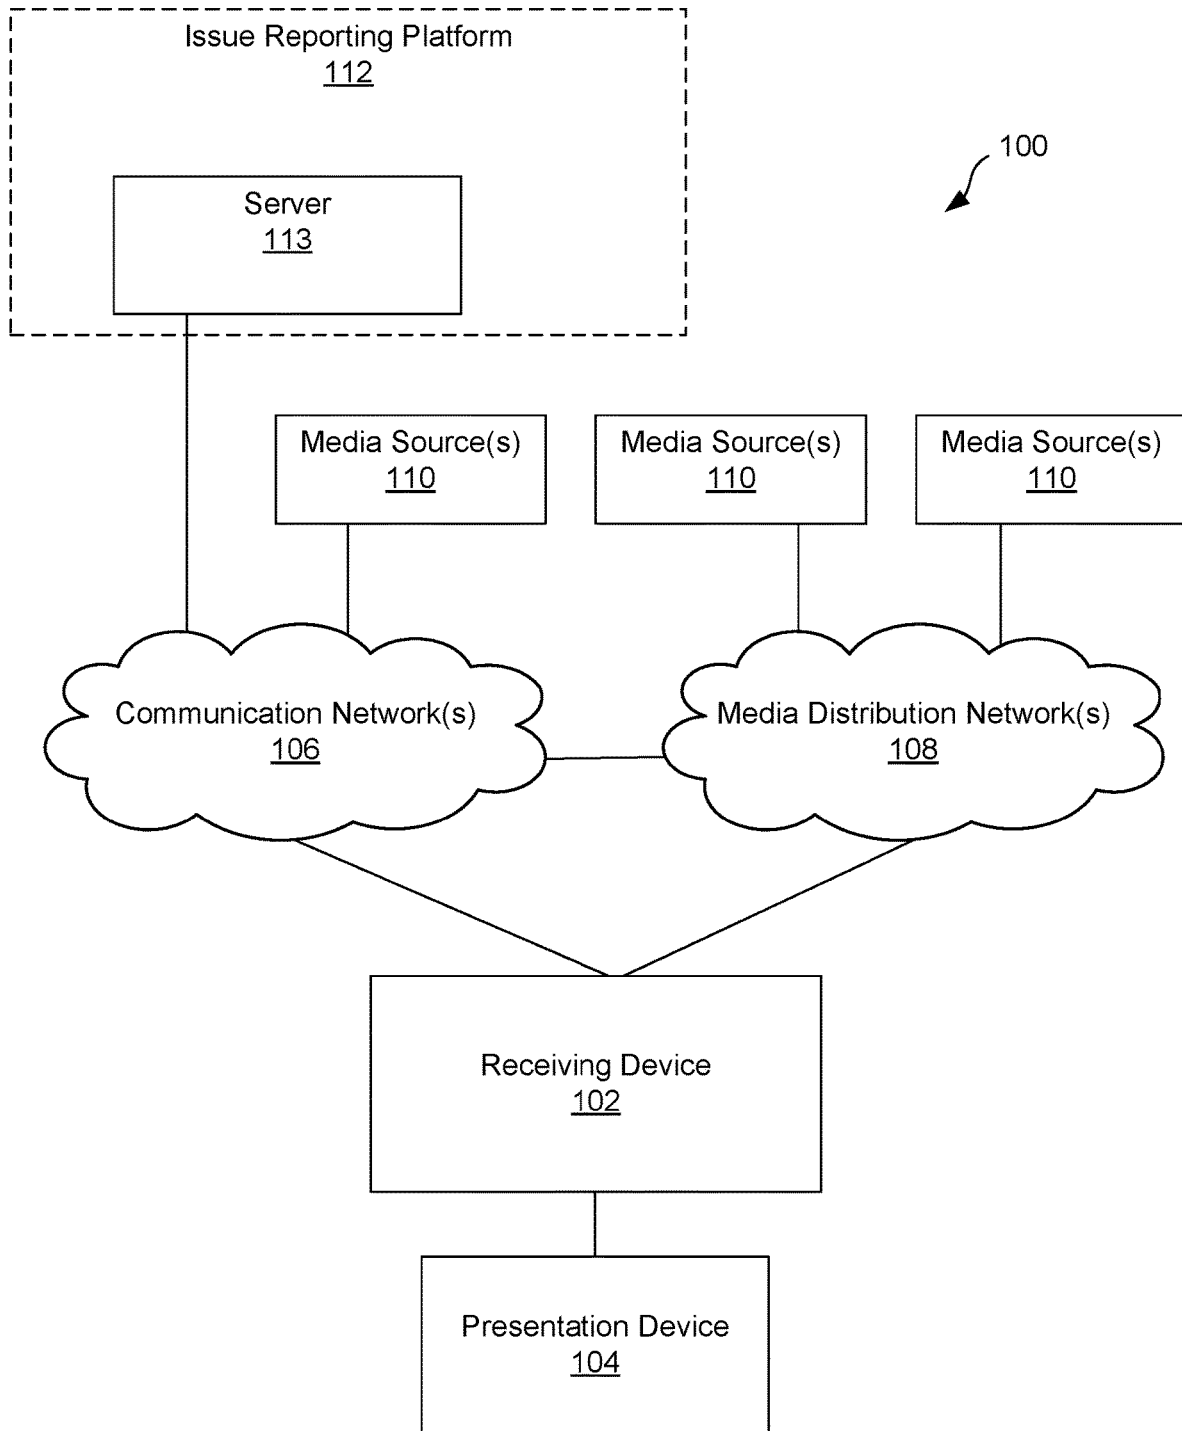 Issue Reporting Platform
112
100
Server
113
Media Source(s)
110
Media Source(s)
110
Media Source(s)
110
Communication Network(s)
106
Media Distribution Network(s)
108
Receiving Device
102
Presentation Device
104